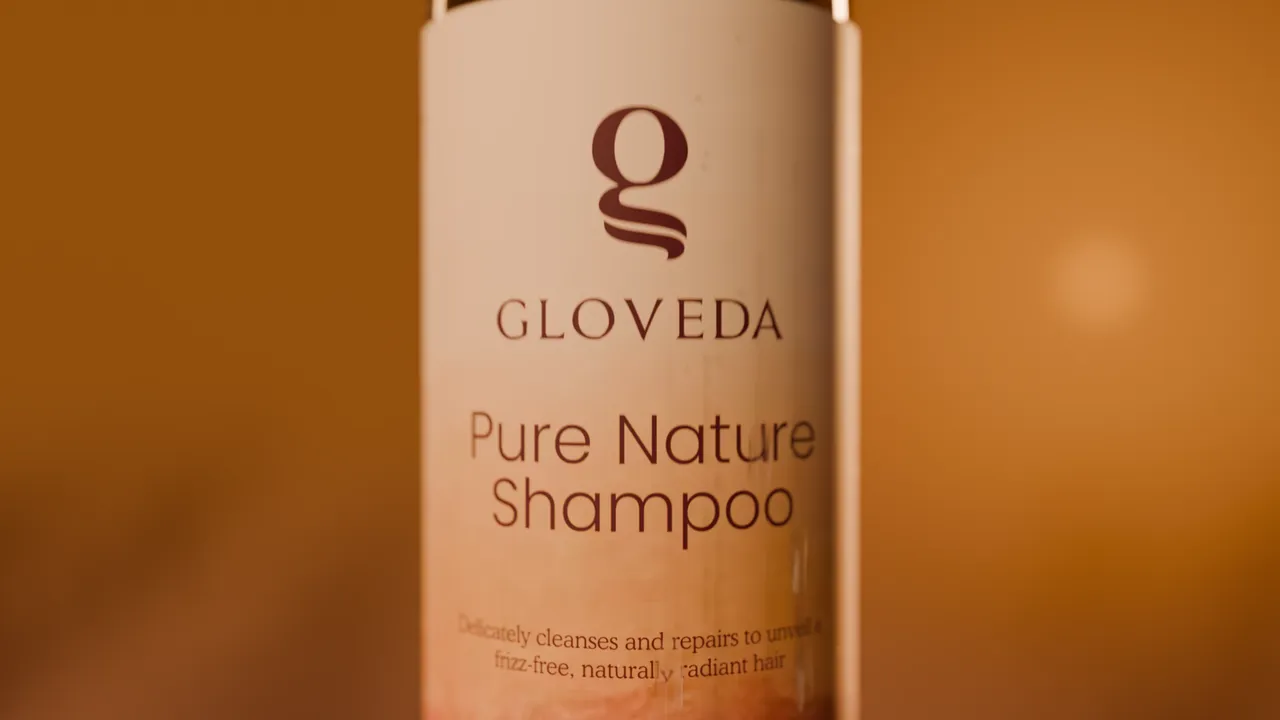 g
GLOVEDA
Pure Nature
Shampoo
Delicately cleanses and repairs to unveil a
frizz-free, naturally radiant hair